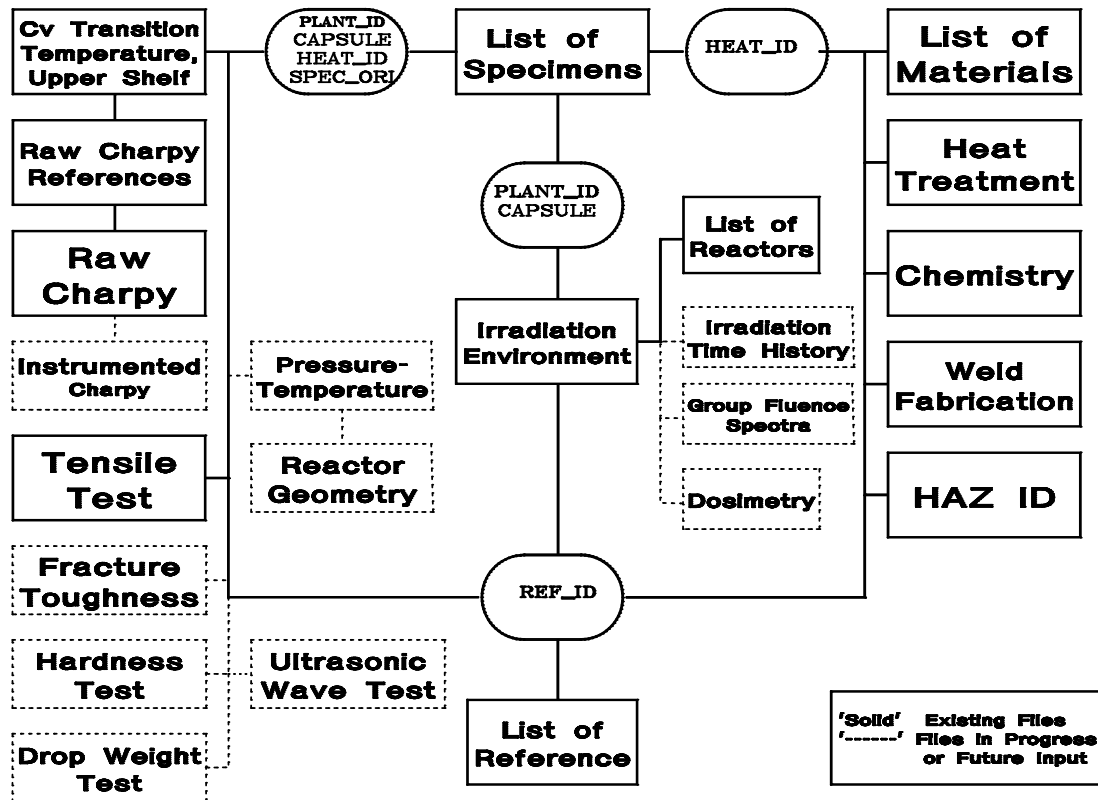 Cv Transition
Temperature,
Upper Shelf
PLANT_ID
CAPSULE
HEAT_ID
SPEC_ORI
List of
Specimens
HEAT_ID
List of
Materials
Raw Charpy
References
PLANT_ID
CAPSULE
Heat
Treatment
List of
Reactors
Raw
Charpy
Chemistry
Irradiation
Environment
Irradiation
Time History
Instrumented
Charpy
Pressure-
Temperature
Weld
Fabrication
Group Fluence
Spectra
Tensile
Test
Reactor
Geometry
Dosimetry
HAZ ID
Fracture
Toughness
REF_ID
Hardness
Test
Ultrasonic
Wave Test
List of
Reference
Drop Weight
Test
'Solid' Existing Files
'------' Files in Progress
or Future Input